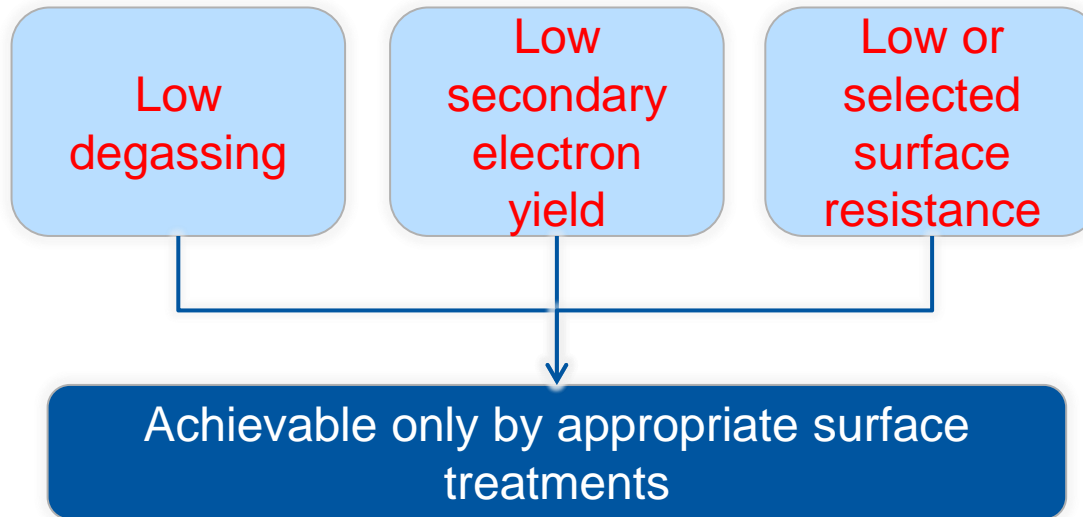 Low
degassing
Low
secondary
electron
yield
Low or
selected
surface
resistance
Achievable only by appropriate surface
treatments